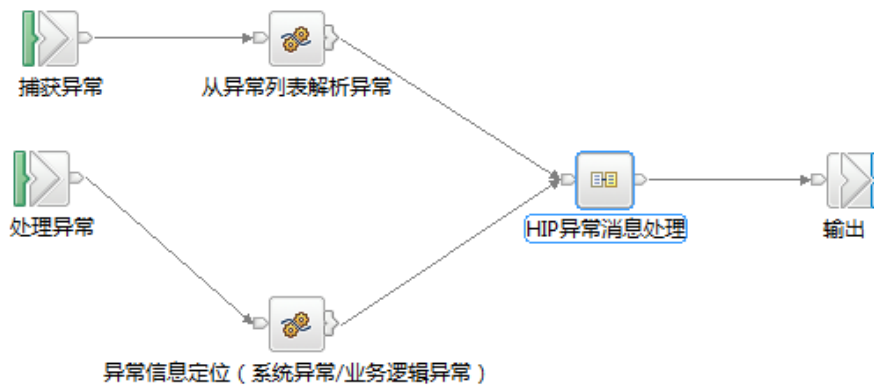 捕获异常
从异常列表解析异常
处理异常
HIP异常消息处理
输出
异常信息定位（系统异常/业务逻辑异常）